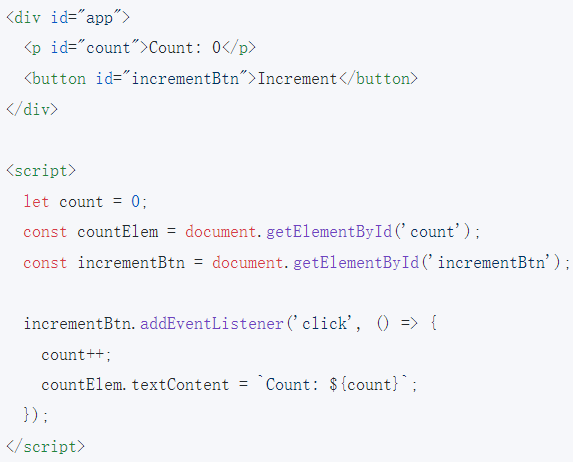 <div id="app">
  <p id="count">Count: 0</p>
  <button id="incrementBtn">Increment</button>
</div>

<script>
  let count = 0;
  const countElem = document.getElementById('count');
  const incrementBtn = document.getElementById('incrementBtn');

  incrementBtn.addEventListener('click', () => {
    count++;
    countElem.textContent = `Count: ${count}`;
  });
</script>